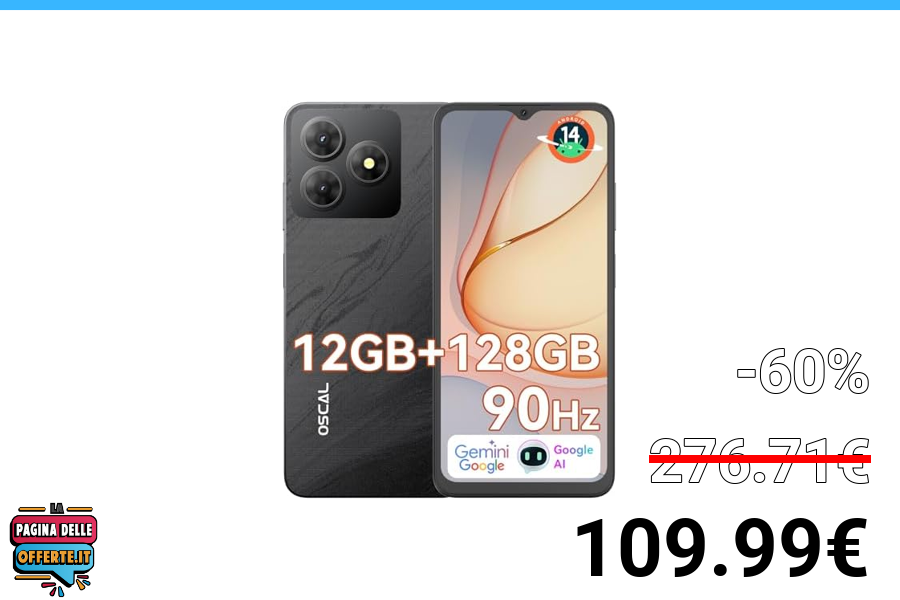 ANDROID
14
12GB+128GB
90Hz
OSCAL
Gemini
Google
Google
AI
-60%
276.71€
109.99€
LA
PAGINA DELLE
OFFERTE.IT